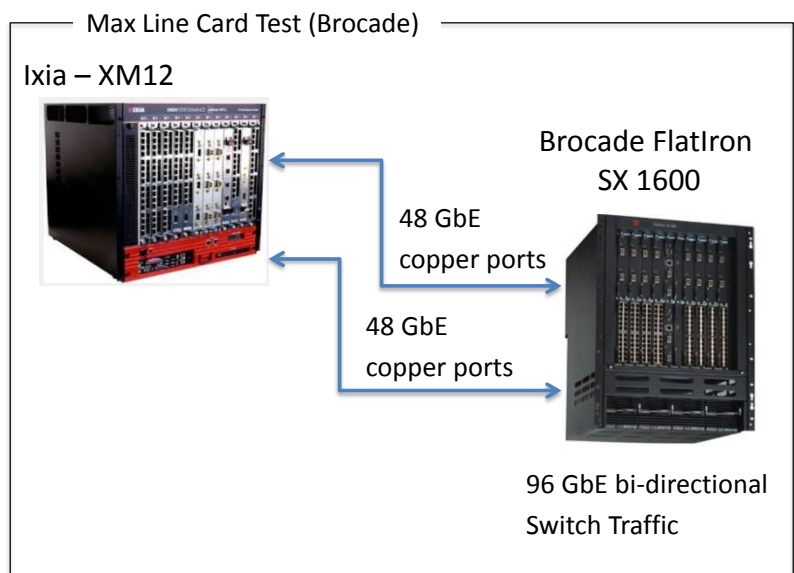 Max Line Card Test (Brocade)
Ixia – XM12
IXIA
Brocade FlatIron
SX 1600
48 GbE
copper ports
48 GbE
copper ports
96 GbE bi-directional
Switch Traffic